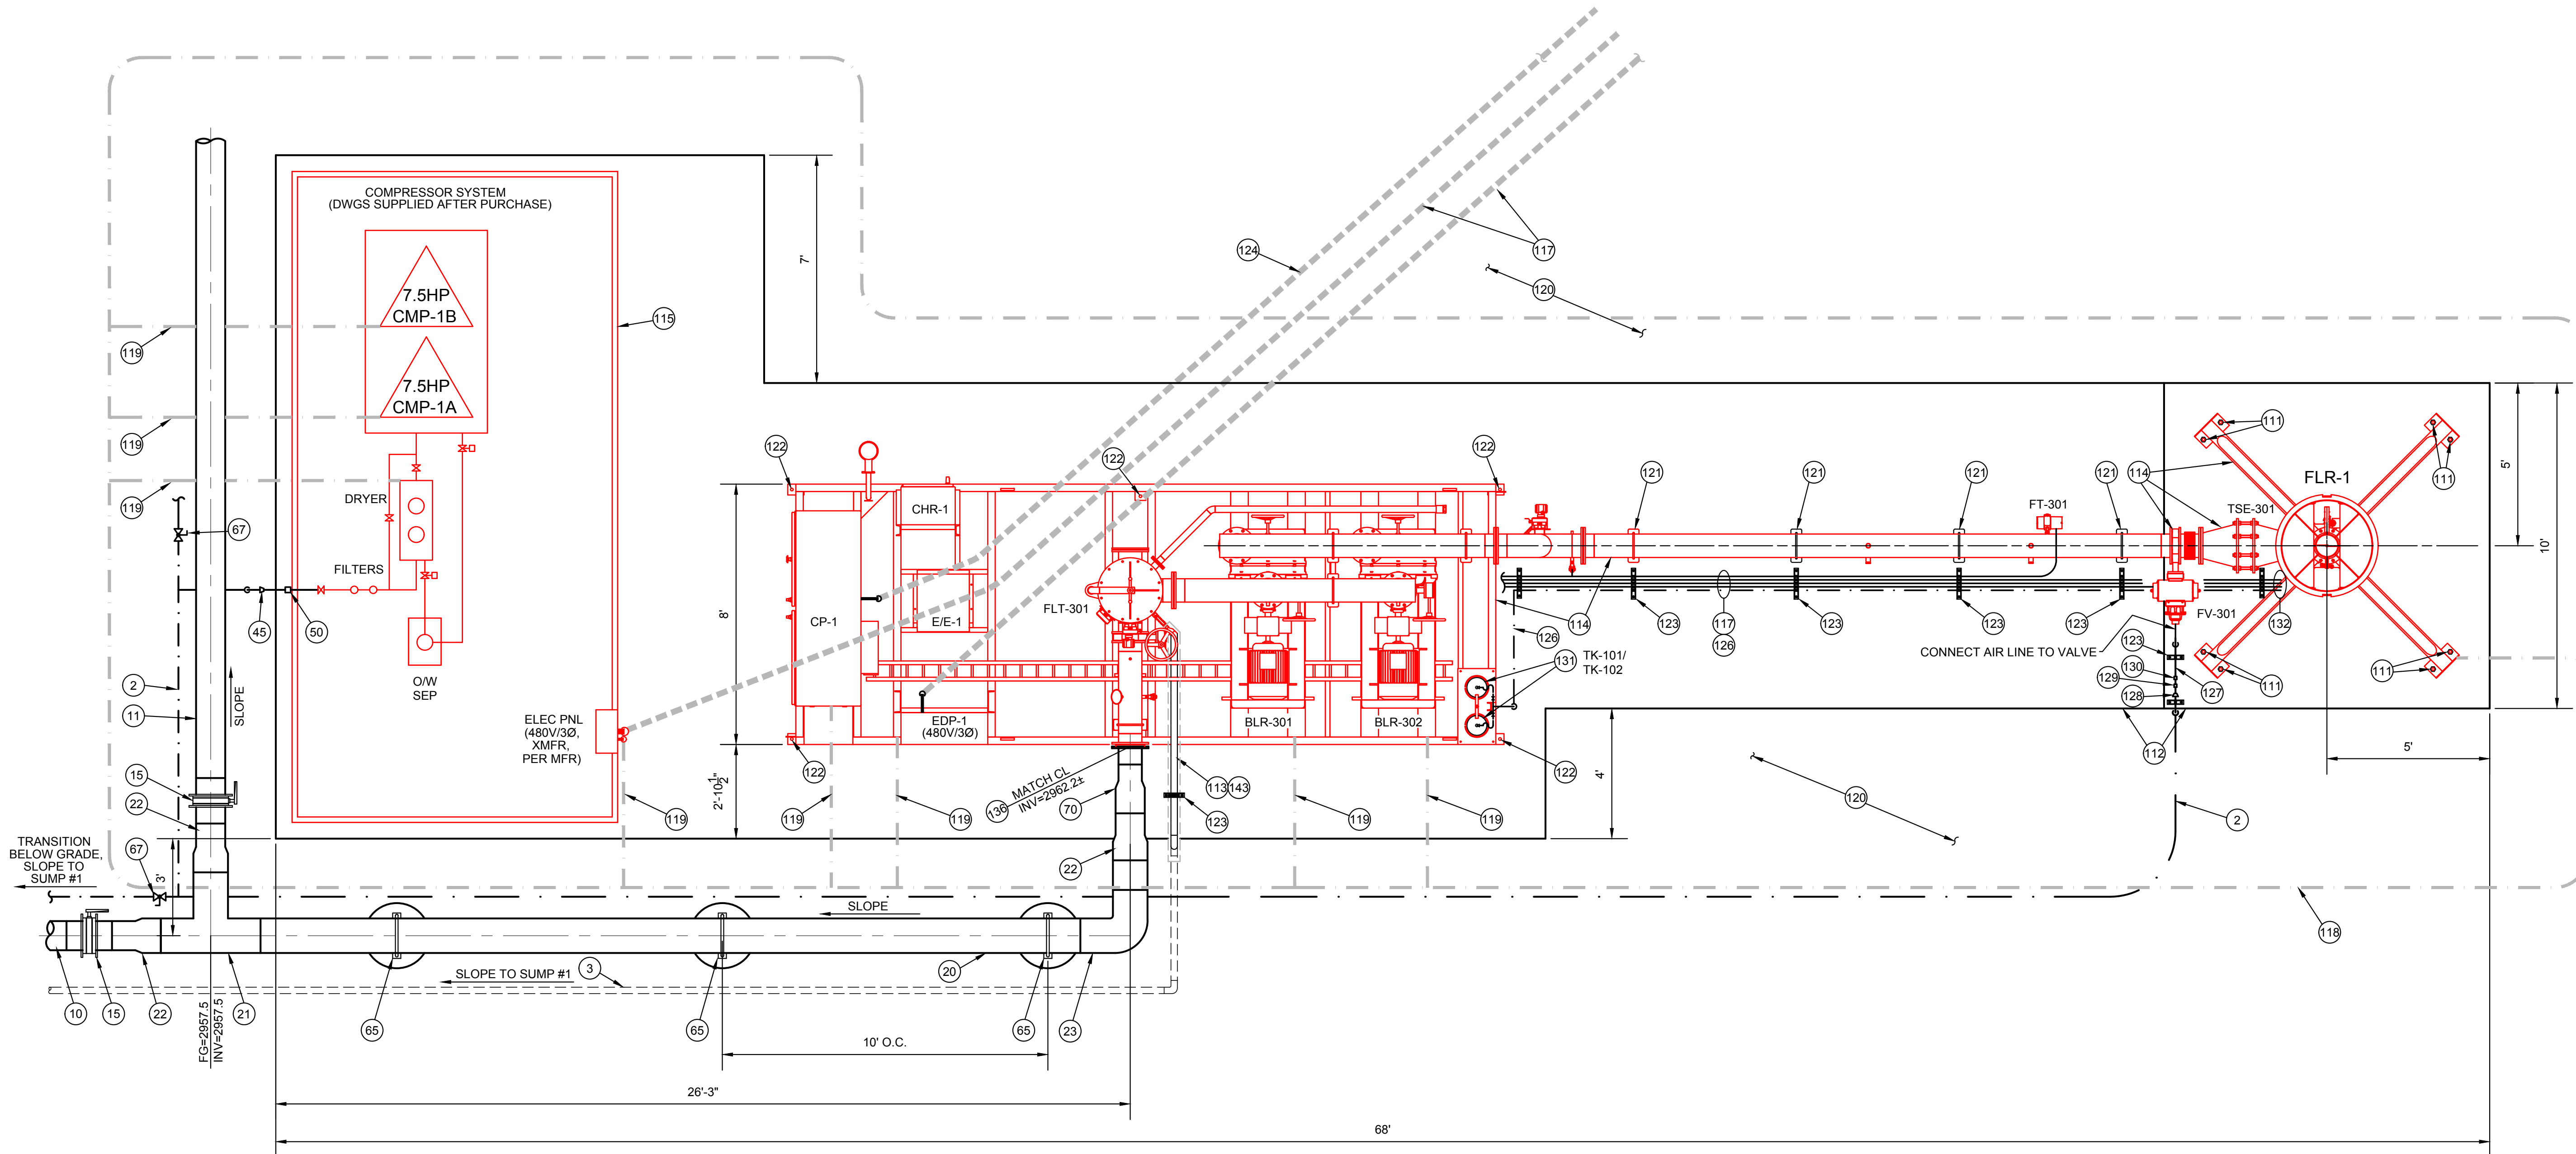 COMPRESSOR SYSTEM
(DWGS SUPPLIED AFTER PURCHASE)
7.5HP
CMP-1B
7.5HP
CMP-1A
DRYER
FILTERS
O/W
SEP
ELEC PNL
(480V/3Ø,
XMFR,
PER MFR)
115
119
119
119
67
45
50
2
11
SLOPE
15
22
TRANSITION
BELOW GRADE,
SLOPE TO
SUMP #1
67
3'
10
15
22
21
FG=2957.5
INV=2957.5
7'
124
117
120
122
122
122
8'
2'-10 1/2"
CHR-1
CP-1
E/E-1
EDP-1
(480V/3Ø)
FLT-301
BLR-301
BLR-302
122
122
119
119
119
119
119
136
MATCH CL
INV=2962.2±
70
22
113
143
123
4'
121
121
121
121
114
FT-301
TSE-301
FLR-1
FV-301
111
111
111
111
5'
10'
5'
114
126
131
TK-101/
TK-102
123
117
126
123
123
123
132
CONNECT AIR LINE TO VALVE
123
130
129
128
127
112
120
2
118
SLOPE
SLOPE TO SUMP #1
3
20
65
65
65
23
10' O.C.
26'-3"
68'